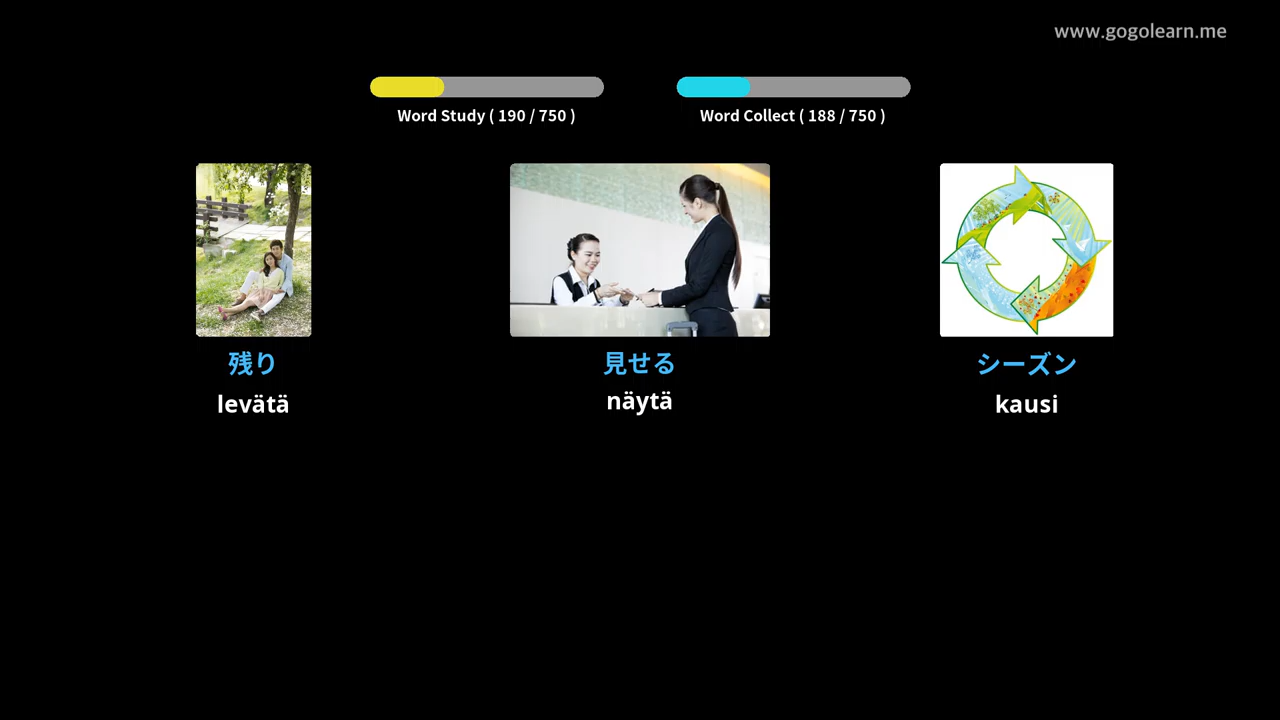 www.gogolearn.me
Word Study ( 190 / 750 )
Word Collect ( 188 / 750 )
残り
見せる
シーズン
levätä
näytä
kausi